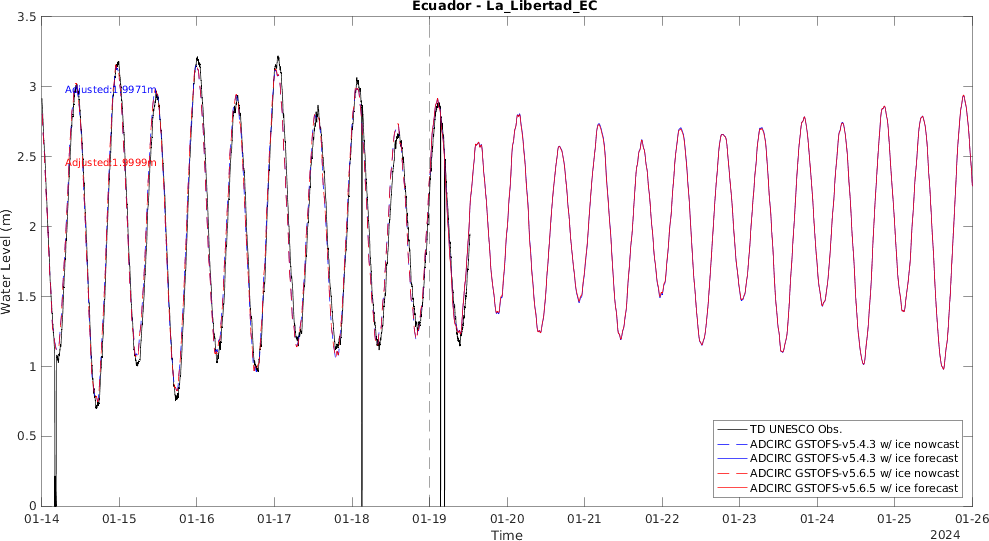 Ecuador - La_Libertad_EC
3.5
3
2.5
2
1.5
1
0.5
0
Water Level (m)
Adjusted:1.9971m
Adjusted:1.9999m
TD UNESCO Obs.
ADCIRC GSTOFS-v5.4.3 w/ ice nowcast
ADCIRC GSTOFS-v5.4.3 w/ ice forecast
ADCIRC GSTOFS-v5.6.5 w/ ice nowcast
ADCIRC GSTOFS-v5.6.5 w/ ice forecast
01-14 01-15 01-16 01-17 01-18 01-19 01-20 01-21 01-22 01-23 01-24 01-25 01-26
Time
2024